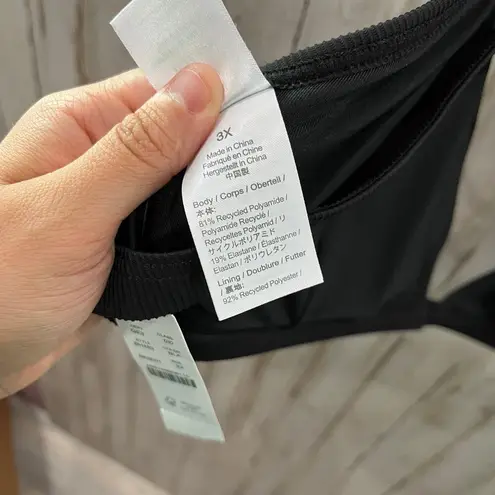 3X
Made in China
Fabriqué en Chine
Hergestellt in China
中国製
Body / Corps / Oberteil /
本体:
81% Recycled Polyamide /
Polyamide Recyclé /
Recyceltes Polyamid / リ
サイクルポリアミド
19% Elastane / Élasthanne /
Elastan / ポリウレタン
Lining / Doublure / Futter
/ 裏地:
92% Recycled Polyester /